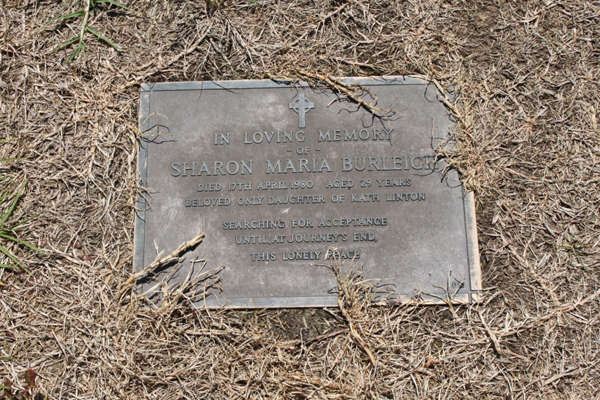 IN LOVING MEMORY
- OF -
SHARON MARIA BURLEIGH
DIED 17TH APRIL 1980 AGED 29 YEARS
BELOVED ONLY DAUGHTER OF KATH LINTON
SEARCHING FOR ACCEPTANCE
UNTIL AT JOURNEY'S END,
THIS LONELY PLACE